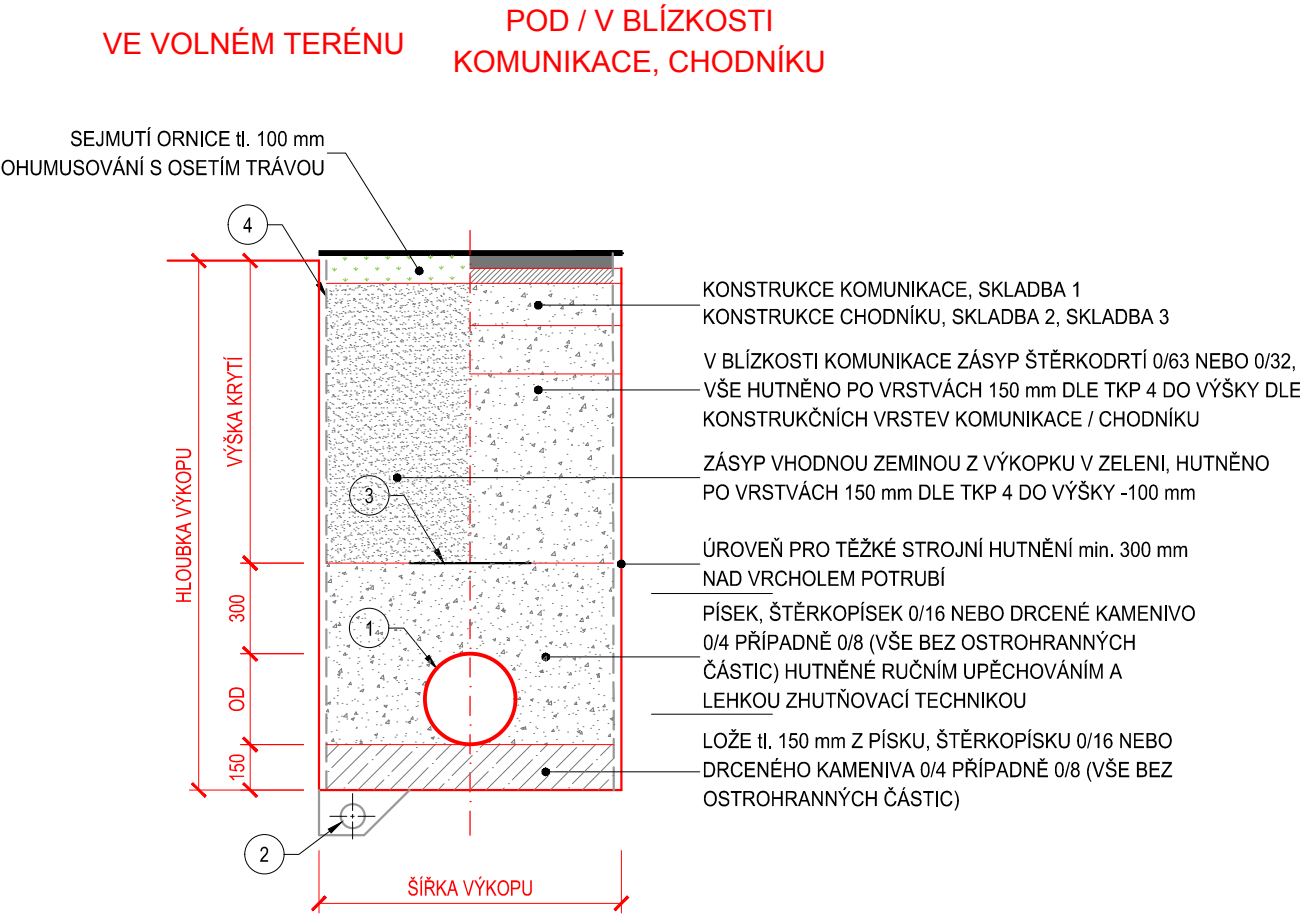 VE VOLNÉM TERÉNU
POD / V BLÍZKOSTI
KOMUNIKACE, CHODNÍKU
SEJMUTÍ ORNICE tl. 100 mm
OHUMUSOVÁNÍ S OSETÍM TRÁVOU
4
KONSTRUKCE KOMUNIKACE, SKLADBA 1
KONSTRUKCE CHODNÍKU, SKLADBA 2, SKLADBA 3
V BLÍZKOSTI KOMUNIKACE ZÁSYP ŠTĚRKODRTÍ 0/63 NEBO 0/32,
VŠE HUTNĚNO PO VRSTVÁCH 150 mm DLE TKP 4 DO VÝŠKY DLE
KONSTRUKČNÍCH VRSTEV KOMUNIKACE / CHODNÍKU
VÝŠKA KRYTÍ
HLOUBKA VÝKOPU
ZÁSYP VHODNOU ZEMINOU Z VÝKOPKU V ZELENI, HUTNĚNO
PO VRSTVÁCH 150 mm DLE TKP 4 DO VÝŠKY -100 mm
3
ÚROVEŇ PRO TĚŽKÉ STROJNÍ HUTNĚNÍ min. 300 mm
NAD VRCHOLEM POTRUBÍ
300
1
PÍSEK, ŠTĚRKOPÍSEK 0/16 NEBO DRCENÉ KAMENIVO
0/4 PŘÍPADNĚ 0/8 (VŠE BEZ OSTROHRANNÝCH
ČÁSTIC) HUTNĚNÉ RUČNÍM UPĚCHOVÁNÍM A
LEHKOU ZHUTŇOVACÍ TECHNIKOU
OD
150
LOŽE tl. 150 mm Z PÍSKU, ŠTĚRKOPÍSKU 0/16 NEBO
DRCENÉHO KAMENIVA 0/4 PŘÍPADNĚ 0/8 (VŠE BEZ
OSTROHRANNÝCH ČÁSTIC)
2
ŠÍŘKA VÝKOPU